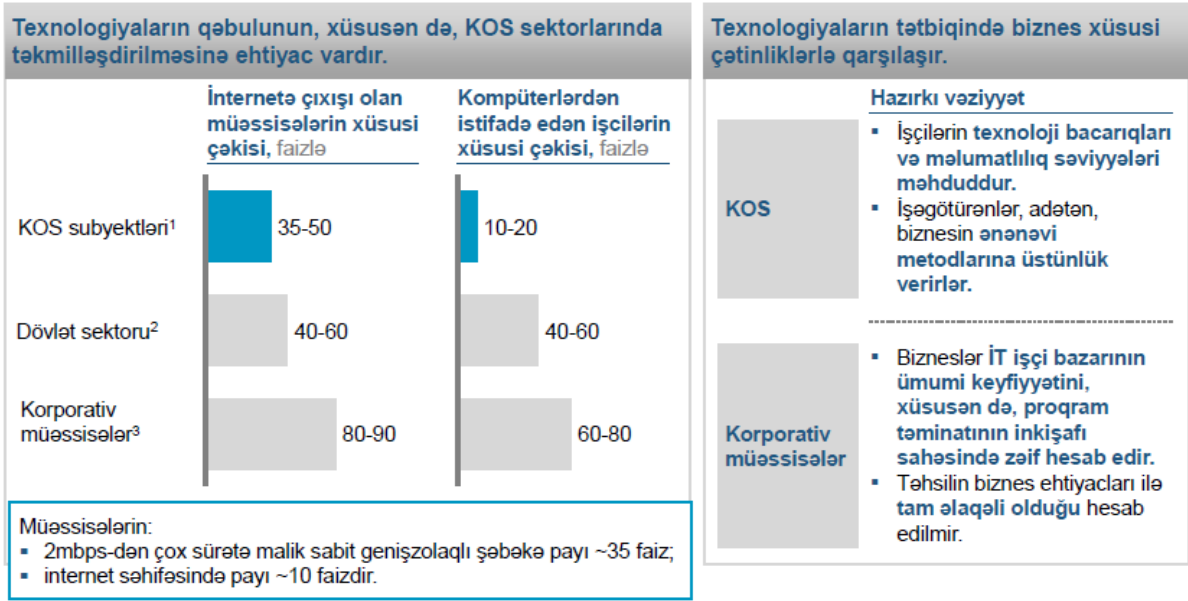 Texnologiyaların qəbulunun, xüsusən də, KOS sektorlarında
təkmilləşdirilməsinə ehtiyac vardır.
İnternetə çıxışı olan
müəssisələrin xüsusi
çəkisi, faizlə
Kompüterlərdən
istifadə edən işcilərin
xüsusi çəkisi, faizlə
KOS subyektləri¹
35-50
10-20
Dövlət sektoru²
40-60
40-60
Korporativ
müəssisələr³
80-90
60-80
Müəssisələrin:
▪ 2mbps-dən çox sürətə malik sabit genişzolaqlı şəbəkə payı ~35 faiz;
▪ internet səhifəsində payı ~10 faizdir.
Texnologiyaların tətbiqində biznes xüsusi
çətinliklərlə qarşılaşır.
Hazırkı vəziyyət
KOS
▪ İşçilərin texnoloji bacarıqları
və məlumatlılıq səviyyələri
məhduddur.
▪ İşəgötürənlər, adətən,
biznesin ənənəvi
metodlarına üstünlük
verirlər.
Korporativ
müəssisələr
▪ Bizneslər İT işçi bazarının
ümumi keyfiyyətini,
xüsusən də, proqram
təminatının inkişafı
sahəsində zəif hesab edir.
▪ Təhsilin biznes ehtiyacları ilə
tam əlaqəli olduğu hesab
edilmir.